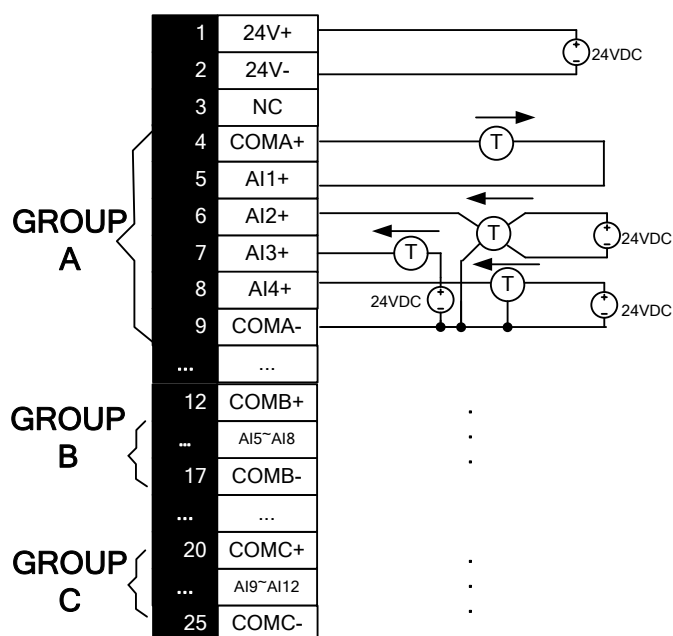 1 24V+
24VDC
2 24V-
3 NC
4 COMA+
T
5 AI1+
GROUP
A
6 AI2+
T
24VDC
7 AI3+
T
8 AI4+
T
24VDC
24VDC
9 COMA-
... ...
12 COMB+
GROUP
B
... AI5~AI8
17 COMB-
... ...
20 COMC+
GROUP
C
... AI9~AI12
25 COMC-